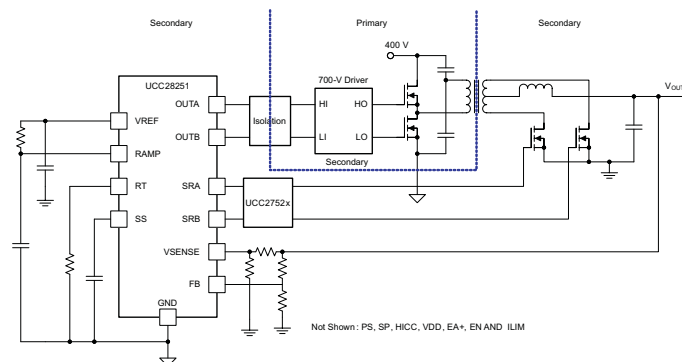 Secondary Primary Secondary
400 V
UCC28251
700-V Driver
VOUT
OUTA
HI HO
VREF
Isolation
OUTB
LI LO
RAMP
Secondary
RT
SRA
UCC2752x
SS
SRB
VSENSE
FB
GND
Not Shown: PS, SP, HICC, VDD, EA+, EN AND ILIM